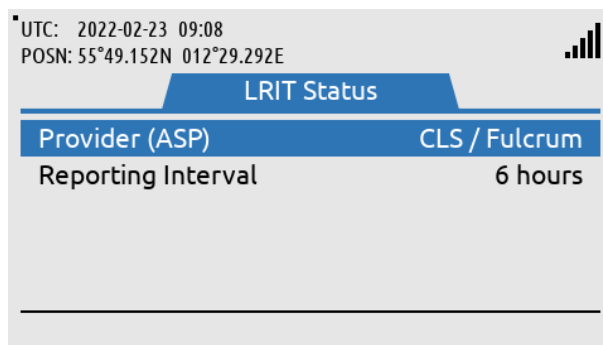 UTC: 2022-02-23 09:08
POSN: 55°49.152N 012°29.292E
LRIT Status
Provider (ASP) CLS / Fulcrum
Reporting Interval 6 hours